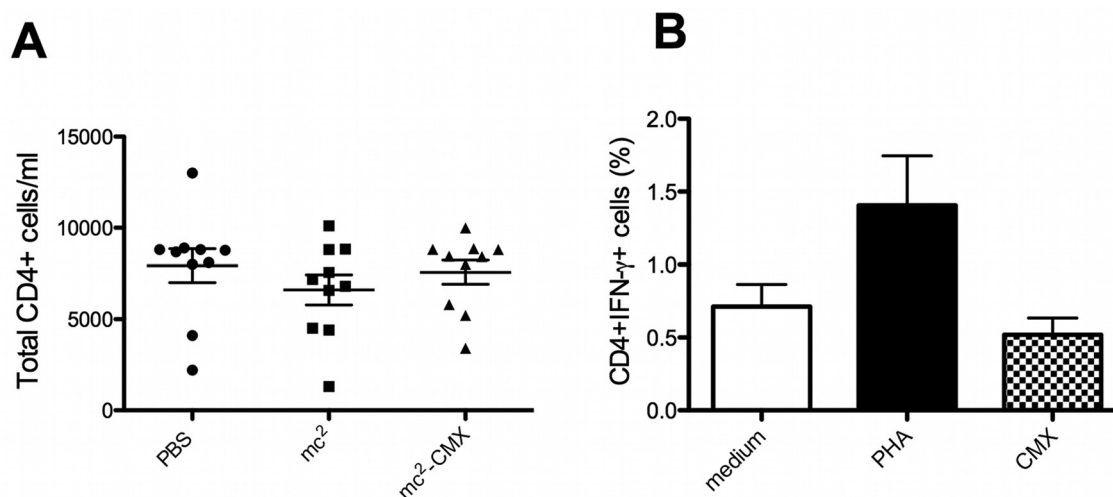 A
Total CD4+ cells/ml
15000
10000
5000
0
PBS
mc²
mc²-CMX
B
CD4+IFN-γ+ cells (%)
2.0
1.5
1.0
0.5
0.0
medium
PHA
CMX